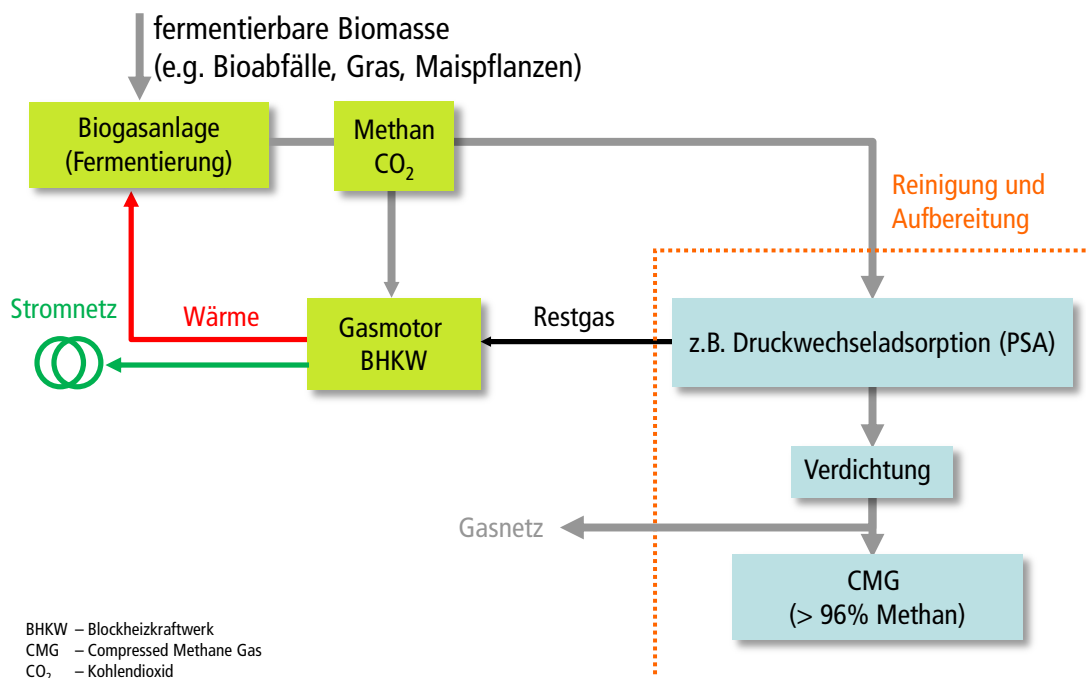 fermentierbare Biomasse
(e.g. Bioabfälle, Gras, Maispflanzen)
Biogasanlage
(Fermentierung)
Methan
CO₂
Reinigung und
Aufbereitung
Stromnetz
Wärme
Gasmotor
BHKW
Restgas
z.B. Druckwechseladsorption (PSA)
Verdichtung
Gasnetz
CMG
(> 96% Methan)
BHKW – Blockheizkraftwerk
CMG – Compressed Methane Gas
CO₂ – Kohlendioxid